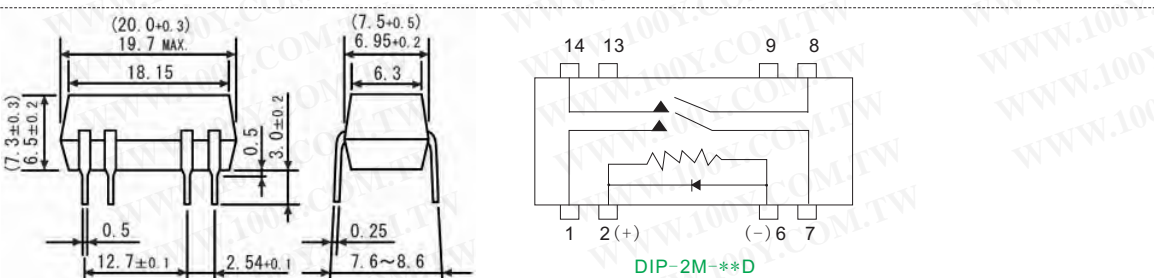 (20.0+0.3)
19.7 MAX.
18.15
(7.3±0.3)
6.5±0.2
0.5
3.0±0.2
0.5
12.7±0.1
2.54+0.1
(7.5+0.5)
6.95+0.2
6.3
0.25
7.6~8.6
14 13 9 8
1 2(+) (-)6 7
DIP-2M-**D
WWW.100Y.COM.TW